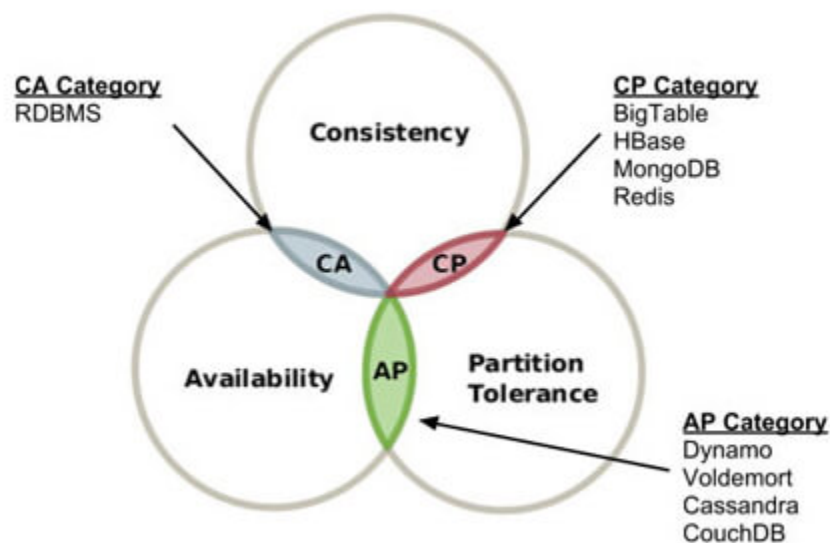 CA Category
RDBMS
Consistency
CP Category
BigTable
HBase
MongoDB
Redis
CA
CP
Availability
AP
Partition
Tolerance
AP Category
Dynamo
Voldemort
Cassandra
CouchDB